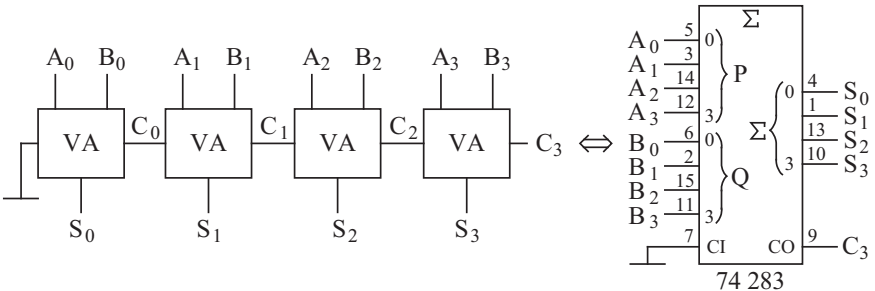 A0 B0 A1 B1 A2 B2 A3 B3
VA C0 VA C1 VA C2 VA C3 ⇔
S0 S1 S2 S3
Σ
A0 5 0
A1 3
A2 14 P
A3 12 3
B0 6 0
B1 2
B2 15 Q
B3 11 3
7 CI
Σ
0 4 S0
1 S1
13 S2
3 10 S3
CO 9 C3
74 283